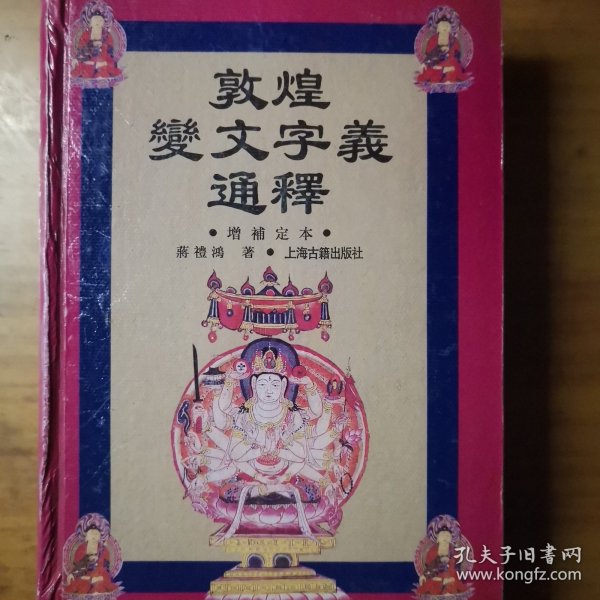 敦煌
變文字義
通釋
•增補定本•
蔣禮鴻 著 • 上海古籍出版社
孔夫子旧书网
www.kongfz.com